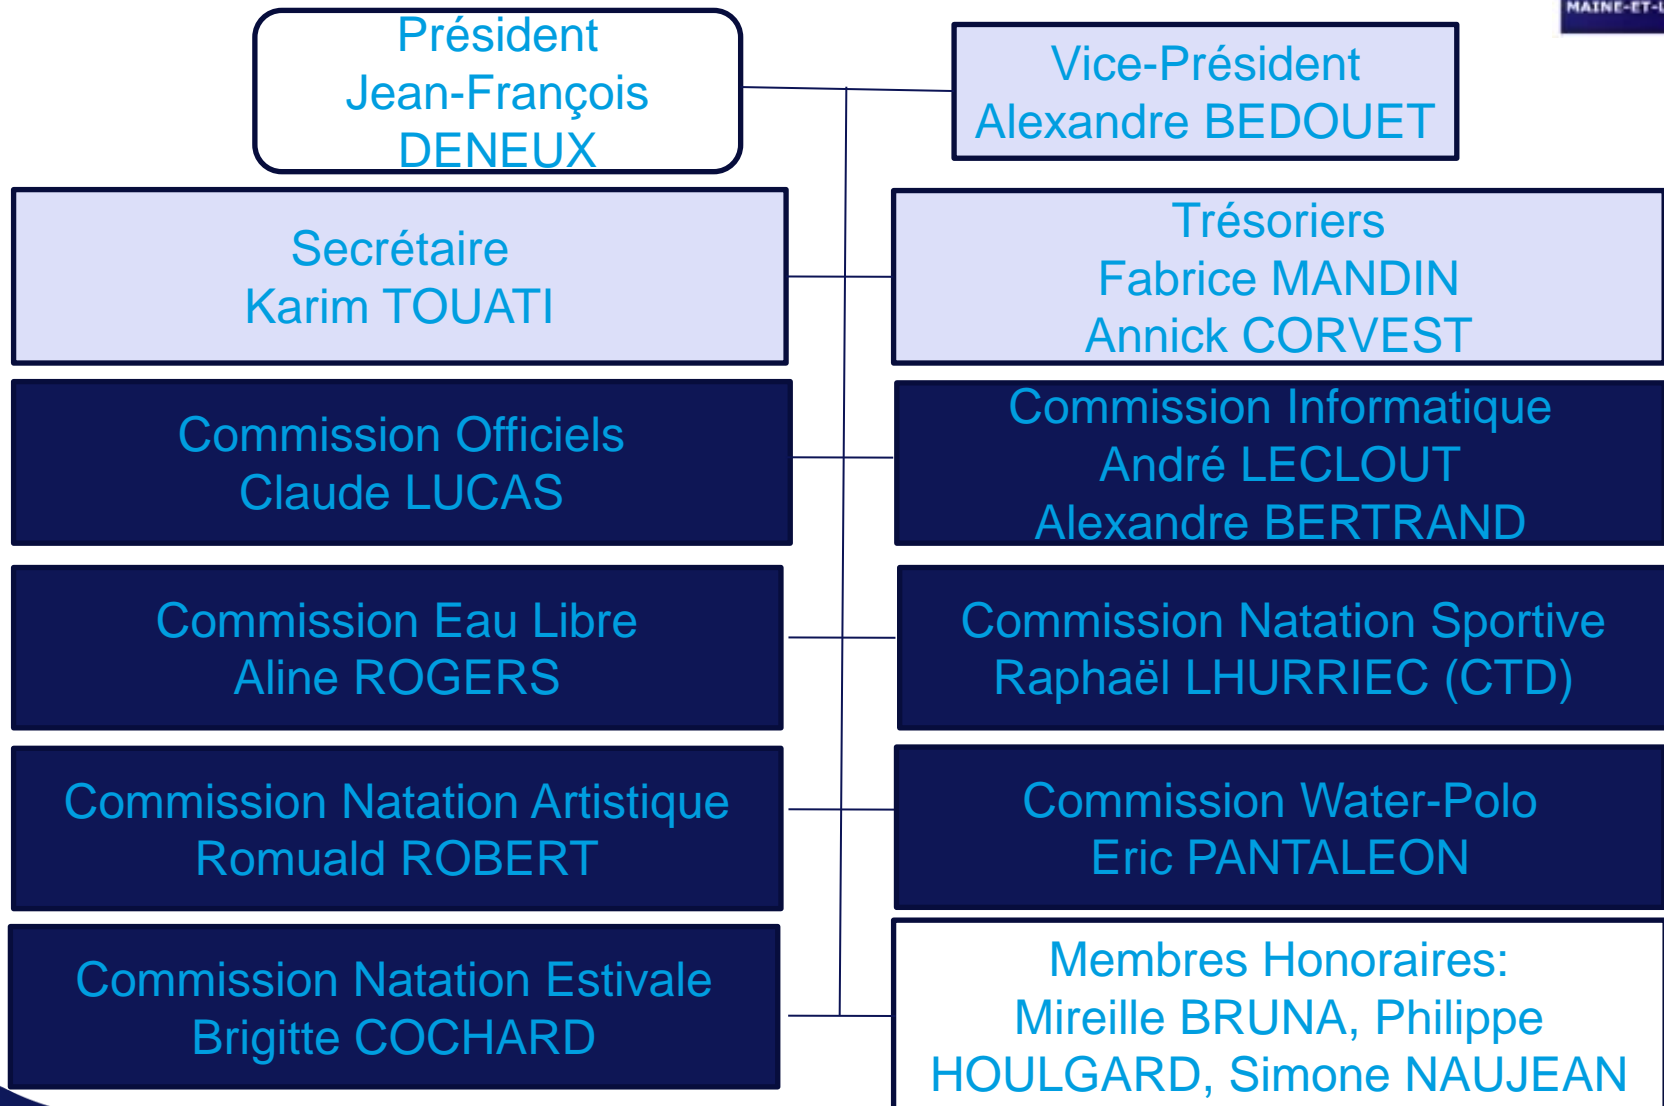 MAINE-ET-L
Président
Jean-François
DENEUX
Vice-Président
Alexandre BEDOUET
Secrétaire
Karim TOUATI
Trésoriers
Fabrice MANDIN
Annick CORVEST
Commission Officiels
Claude LUCAS
Commission Informatique
André LECLOUT
Alexandre BERTRAND
Commission Eau Libre
Aline ROGERS
Commission Natation Sportive
Raphaël LHURRIEC (CTD)
Commission Natation Artistique
Romuald ROBERT
Commission Water-Polo
Eric PANTALEON
Commission Natation Estivale
Brigitte COCHARD
Membres Honoraires:
Mireille BRUNA, Philippe
HOULGARD, Simone NAUJEAN